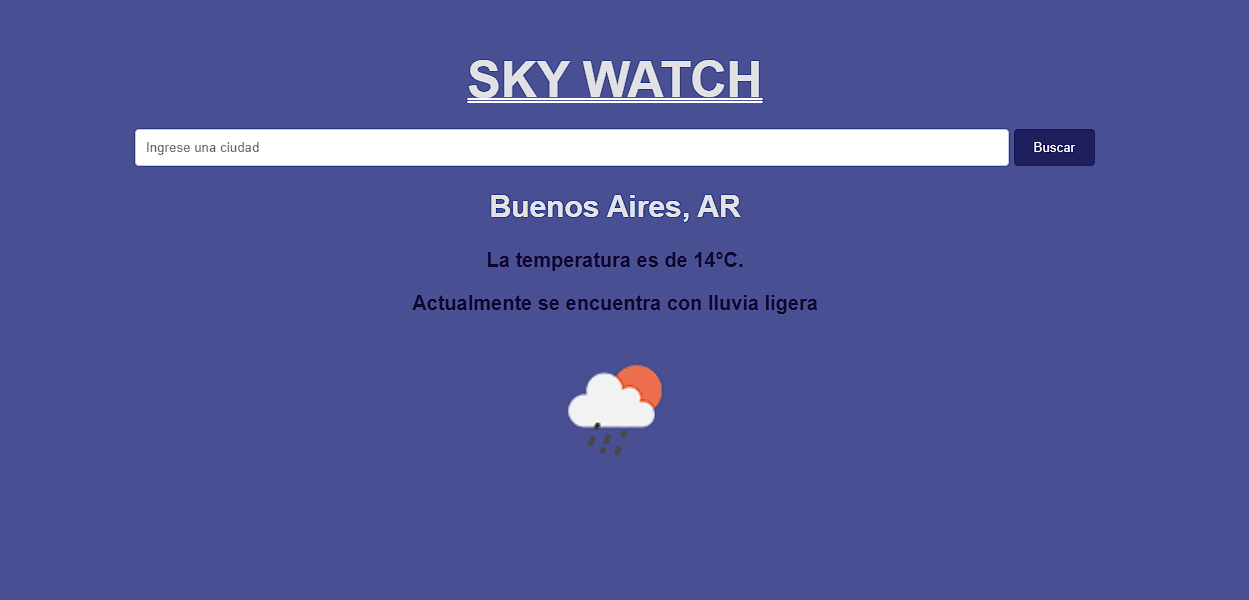 SKY WATCH
Ingrese una ciudad
Buscar
Buenos Aires, AR
La temperatura es de 14°C.
Actualmente se encuentra con lluvia ligera